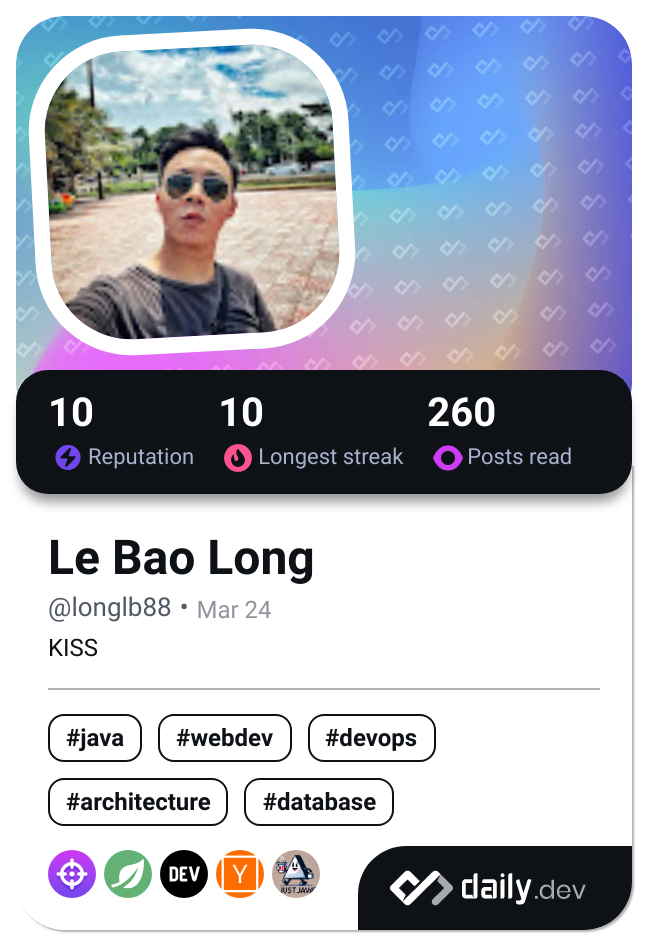 10 10 260
Reputation Longest streak Posts read
Le Bao Long
@longlb88 • Mar 24
KISS
#java #webdev #devops
#architecture #database
DEV Y JUST JAVA
daily.dev